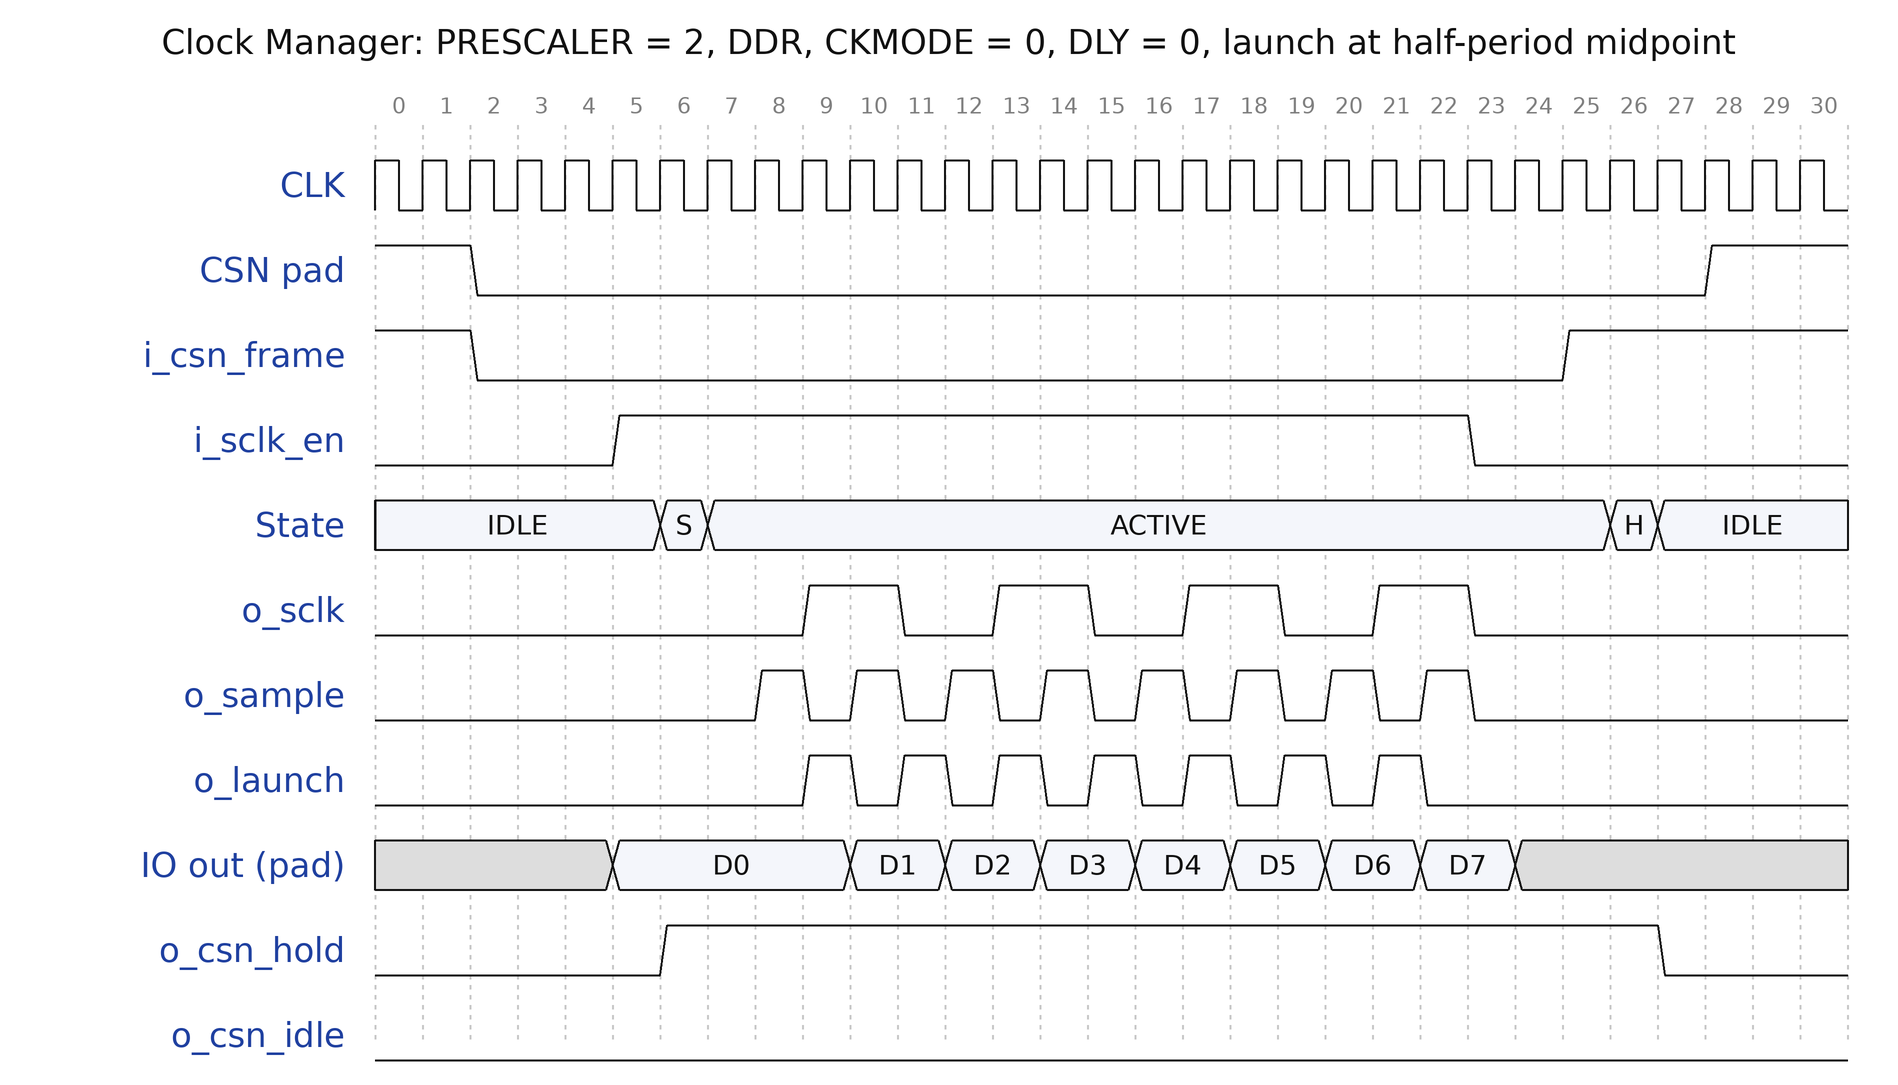 Clock Manager: PRESCALER = 2, DDR, CKMODE = 0, DLY = 0, launch at half-period midpoint
0 1 2 3 4 5 6 7 8 9 10 11 12 13 14 15 16 17 18 19 20 21 22 23 24 25 26 27 28 29 30
CLK
CSN pad
i_csn_frame
i_sclk_en
State IDLE S ACTIVE H IDLE
o_sclk
o_sample
o_launch
IO out (pad) D0 D1 D2 D3 D4 D5 D6 D7
o_csn_hold
o_csn_idle